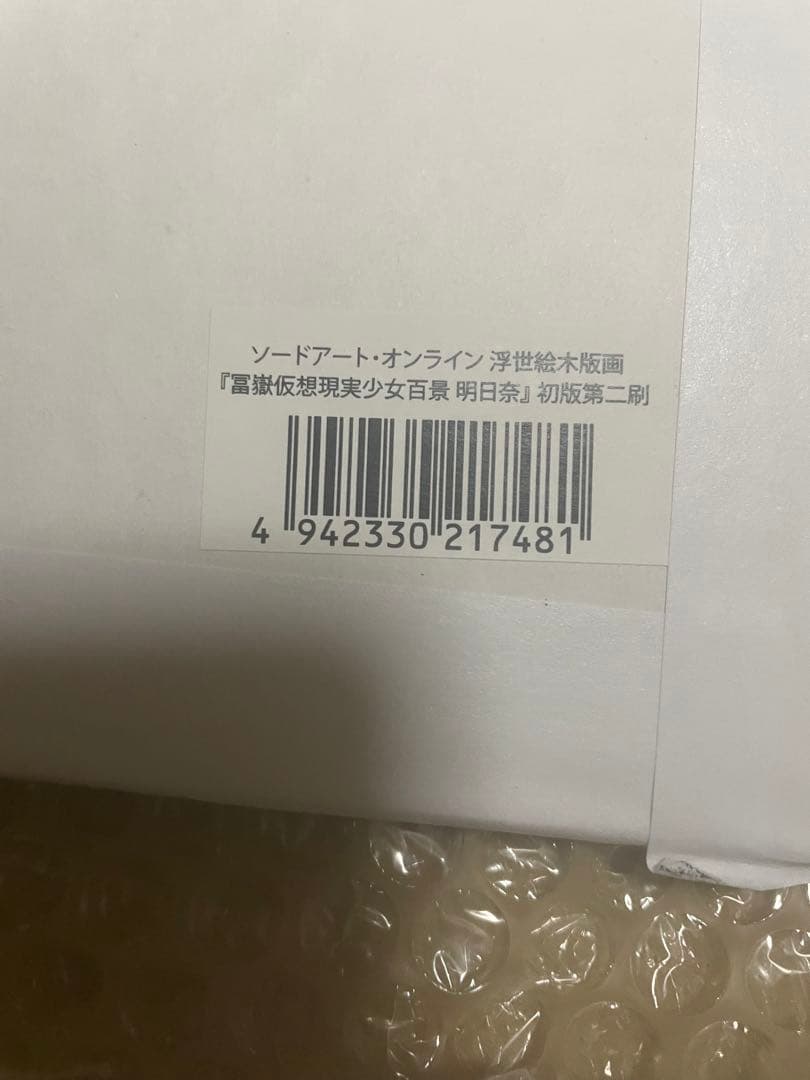 ソードアート・オンライン 浮世絵木版画
『冨嶽仮想現実少女百景 明日奈』 初版第二刷
4 942330 217481